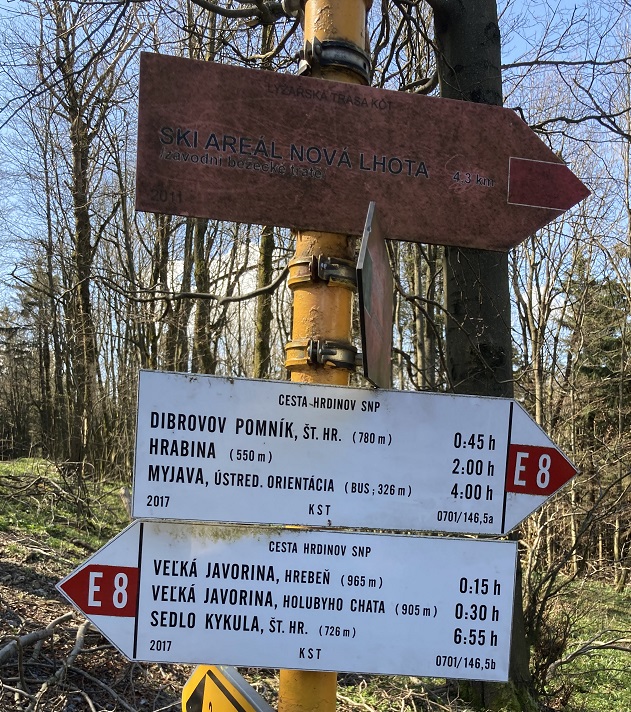 LYŽAŘSKÁ TRASA KČT
SKI AREÁL NOVÁ LHOTA
/závodní bežecké tratě/ 4.3 km
2011
CESTA HRDINOV SNP
DIBROVOV POMNÍK, ŠT. HR. (780 m) 0:45 h
HRABINA (550 m) 2:00 h
MYJAVA, ÚSTRED. ORIENTÁCIA (BUS; 326 m) 4:00 h
E 8
2017 KST 0701/146,5a
CESTA HRDINOV SNP
VEĽKÁ JAVORINA, HREBEŇ (965 m) 0:15 h
E 8
VEĽKÁ JAVORINA, HOLUBYHO CHATA (905 m) 0:30 h
SEDLO KYKULA, ŠT. HR. (726 m) 6:55 h
2017 KST 0701/146,5b